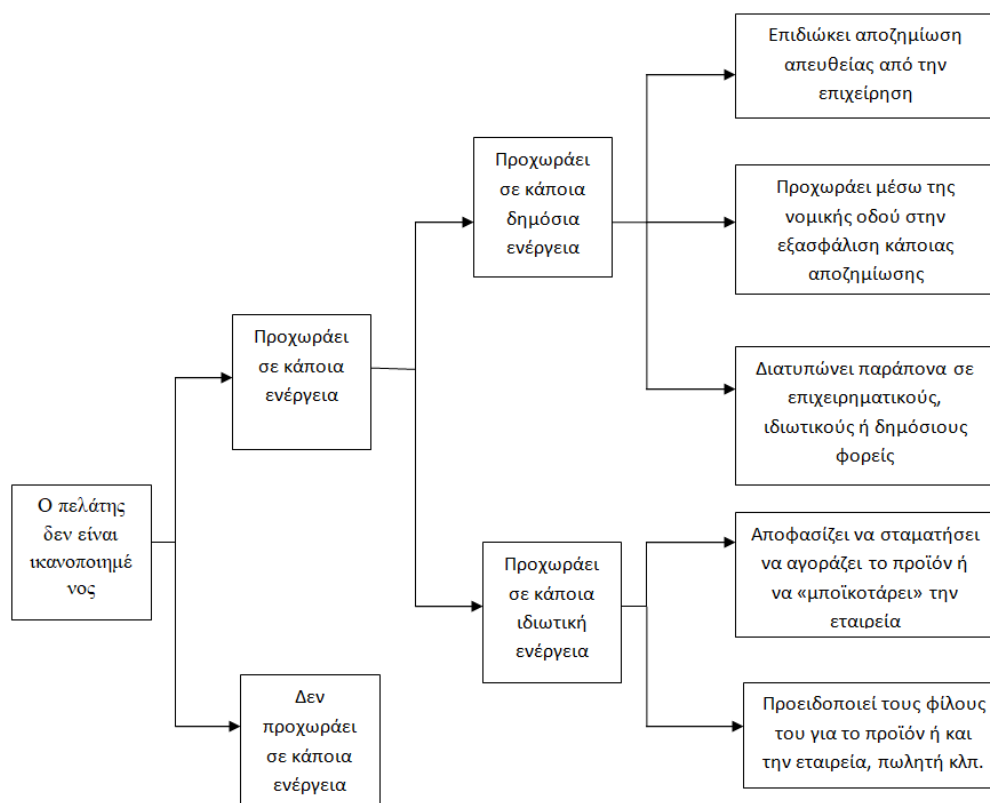 Επιδιώκει αποζημίωση
απευθείας από την
επιχείρηση
Προχωράει
σε κάποια
δημόσια
ενέργεια
Προχωράει μέσω της
νομικής οδού στην
εξασφάλιση κάποιας
αποζημίωσης
Προχωράει
σε κάποια
ενέργεια
Διατυπώνει παράπονα σε
επιχειρηματικούς,
ιδιωτικούς ή δημόσιους
φορείς
Ο πελάτης
δεν είναι
ικανοποιημέ
νος
Αποφασίζει να σταματήσει
να αγοράζει το προϊόν ή
να «μποϊκοτάρει» την
εταιρεία
Προχωράει
σε κάποια
ιδιωτική
ενέργεια
Δεν
προχωράει
σε κάποια
ενέργεια
Προειδοποιεί τους φίλους
του για το προϊόν ή και
την εταιρεία, πωλητή κλπ.